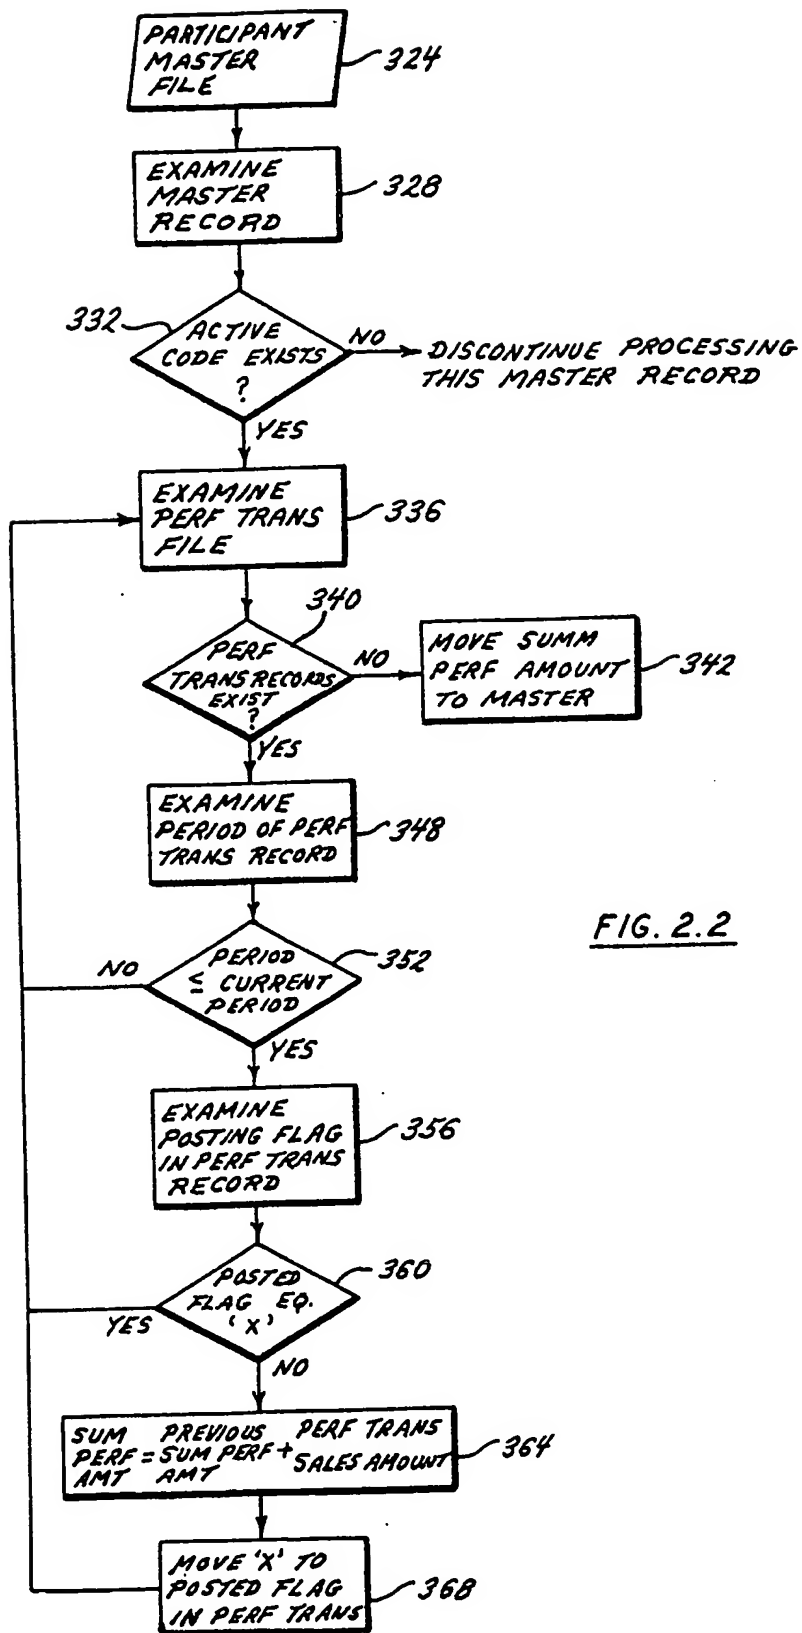 PARTICIPANT
MASTER
FILE
324
EXAMINE
MASTER
RECORD
328
332
ACTIVE
CODE EXISTS
?
NO
DISCONTINUE PROCESSING
THIS MASTER RECORD
YES
EXAMINE
PERF TRANS
FILE
336
340
PERF
TRANS RECORDS
EXIST
?
NO
MOVE SUMM
PERF AMOUNT
TO MASTER
342
YES
EXAMINE
PERIOD OF PERF
TRANS RECORD
348
FIG. 2.2
PERIOD
≤ CURRENT
PERIOD
352
NO
YES
EXAMINE
POSTING FLAG
IN PERF TRANS
RECORD
356
POSTED
FLAG EQ.
'X'
360
YES
NO
SUM PREVIOUS PERF TRANS
PERF = SUM PERF + SALES AMOUNT
AMT AMT
364
MOVE 'X' TO
POSTED FLAG
IN PERF TRANS
368